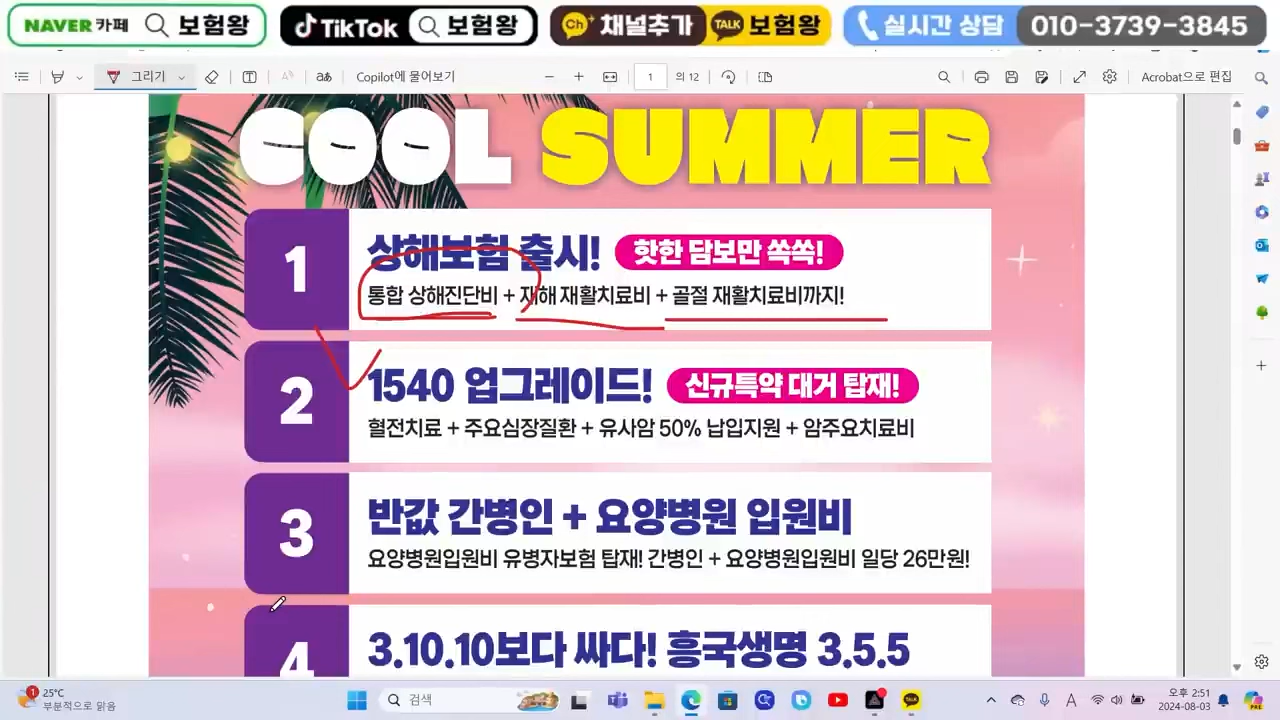 NAVER 카페 보험왕 TikTok 보험왕 Ch+ 채널추가 TALK 보험왕 실시간 상담 010-3739-3845
그리기 Copilot에 물어보기 1 의 12 Acrobat으로 편집
COOL SUMMER
1
상해보험 출시! 핫한 담보만 쏙쏙!
통합 상해진단비 + 재해 재활치료비 + 골절 재활치료비까지!
2
1540 업그레이드! 신규특약 대거 탑재!
혈전치료 + 주요심장질환 + 유사암 50% 납입지원 + 암주요치료비
3
반값 간병인 + 요양병원 입원비
요양병원입원비 유병자보험 탑재! 간병인 + 요양병원입원비 일당 26만원!
4
3.10.10보다 싸다! 흥국생명 3.5.5
1 25°C
부분적으로 맑음
검색
TALK
A
오후 2:51
2024-08-03
PRE